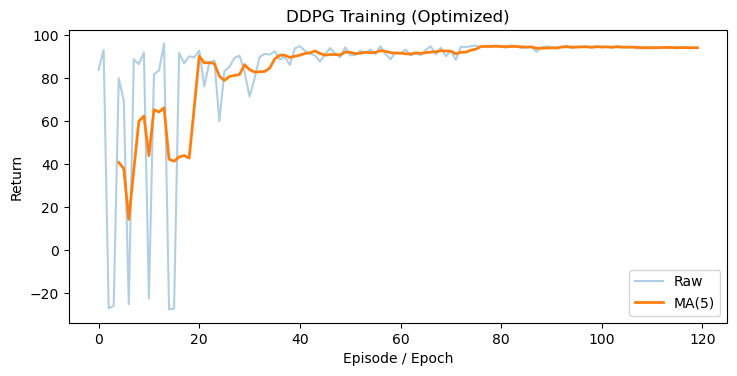 DDPG Training (Optimized)
100
80
60
40
20
0
−20
Return
0
20
40
60
80
100
120
Episode / Epoch
Raw
MA(5)